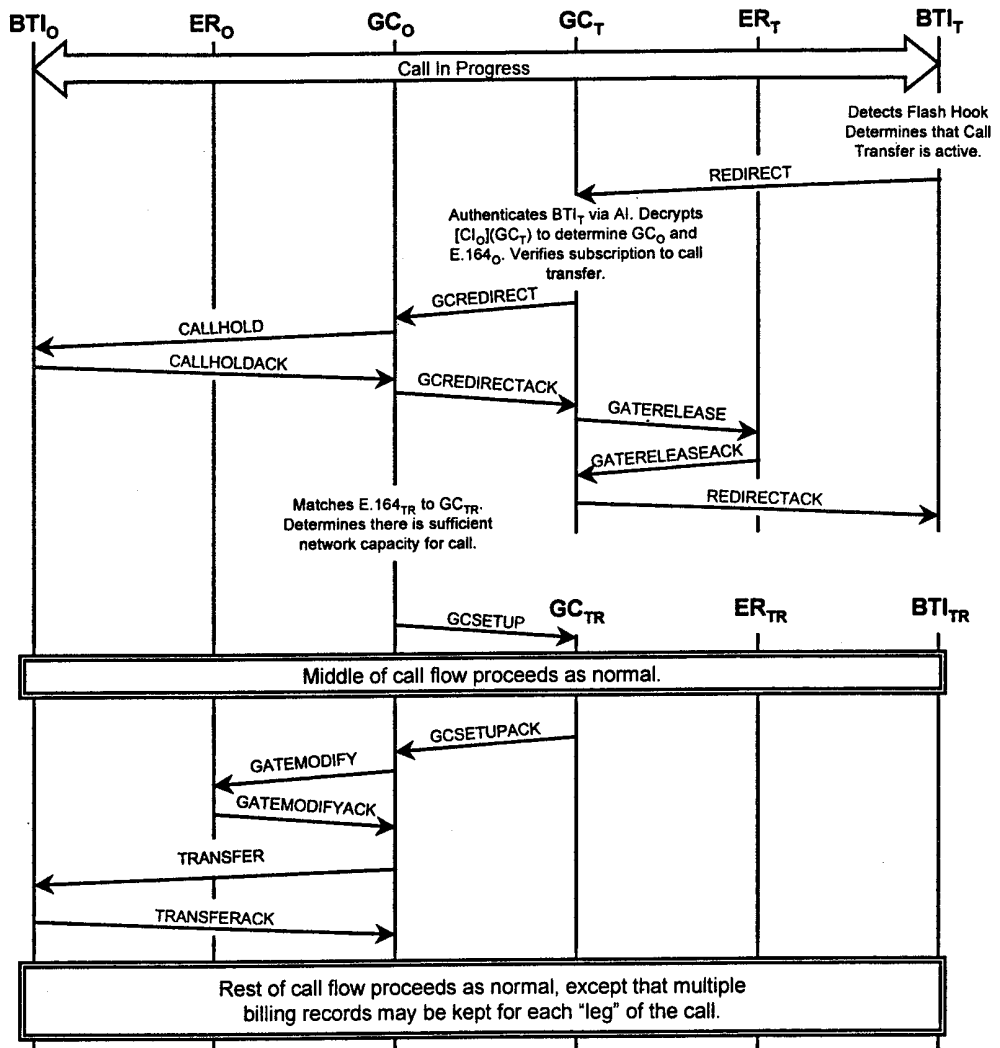 BTIO ERO GCO GCT ERT BTIT
Call In Progress
Detects Flash Hook
Determines that Call
Transfer is active.
REDIRECT
Authenticates BTIT via AI. Decrypts
[CIO](GCT) to determine GCO and
E.164O. Verifies subscription to call
transfer.
GCREDIRECT
CALLHOLD
CALLHOLDACK
GCREDIRECTACK
GATERELEASE
GATERELEASEACK
REDIRECTACK
Matches E.164TR to GCTR.
Determines there is sufficient
network capacity for call.
GCTR ERTR BTITR
GCSETUP
Middle of call flow proceeds as normal.
GCSETUPACK
GATEMODIFY
GATEMODIFYACK
TRANSFER
TRANSFERACK
Rest of call flow proceeds as normal, except that multiple
billing records may be kept for each "leg" of the call.